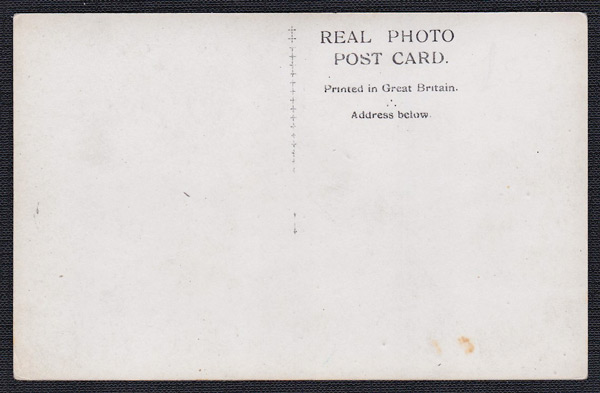 REAL PHOTO
POST CARD.
Printed in Great Britain.
Address below.